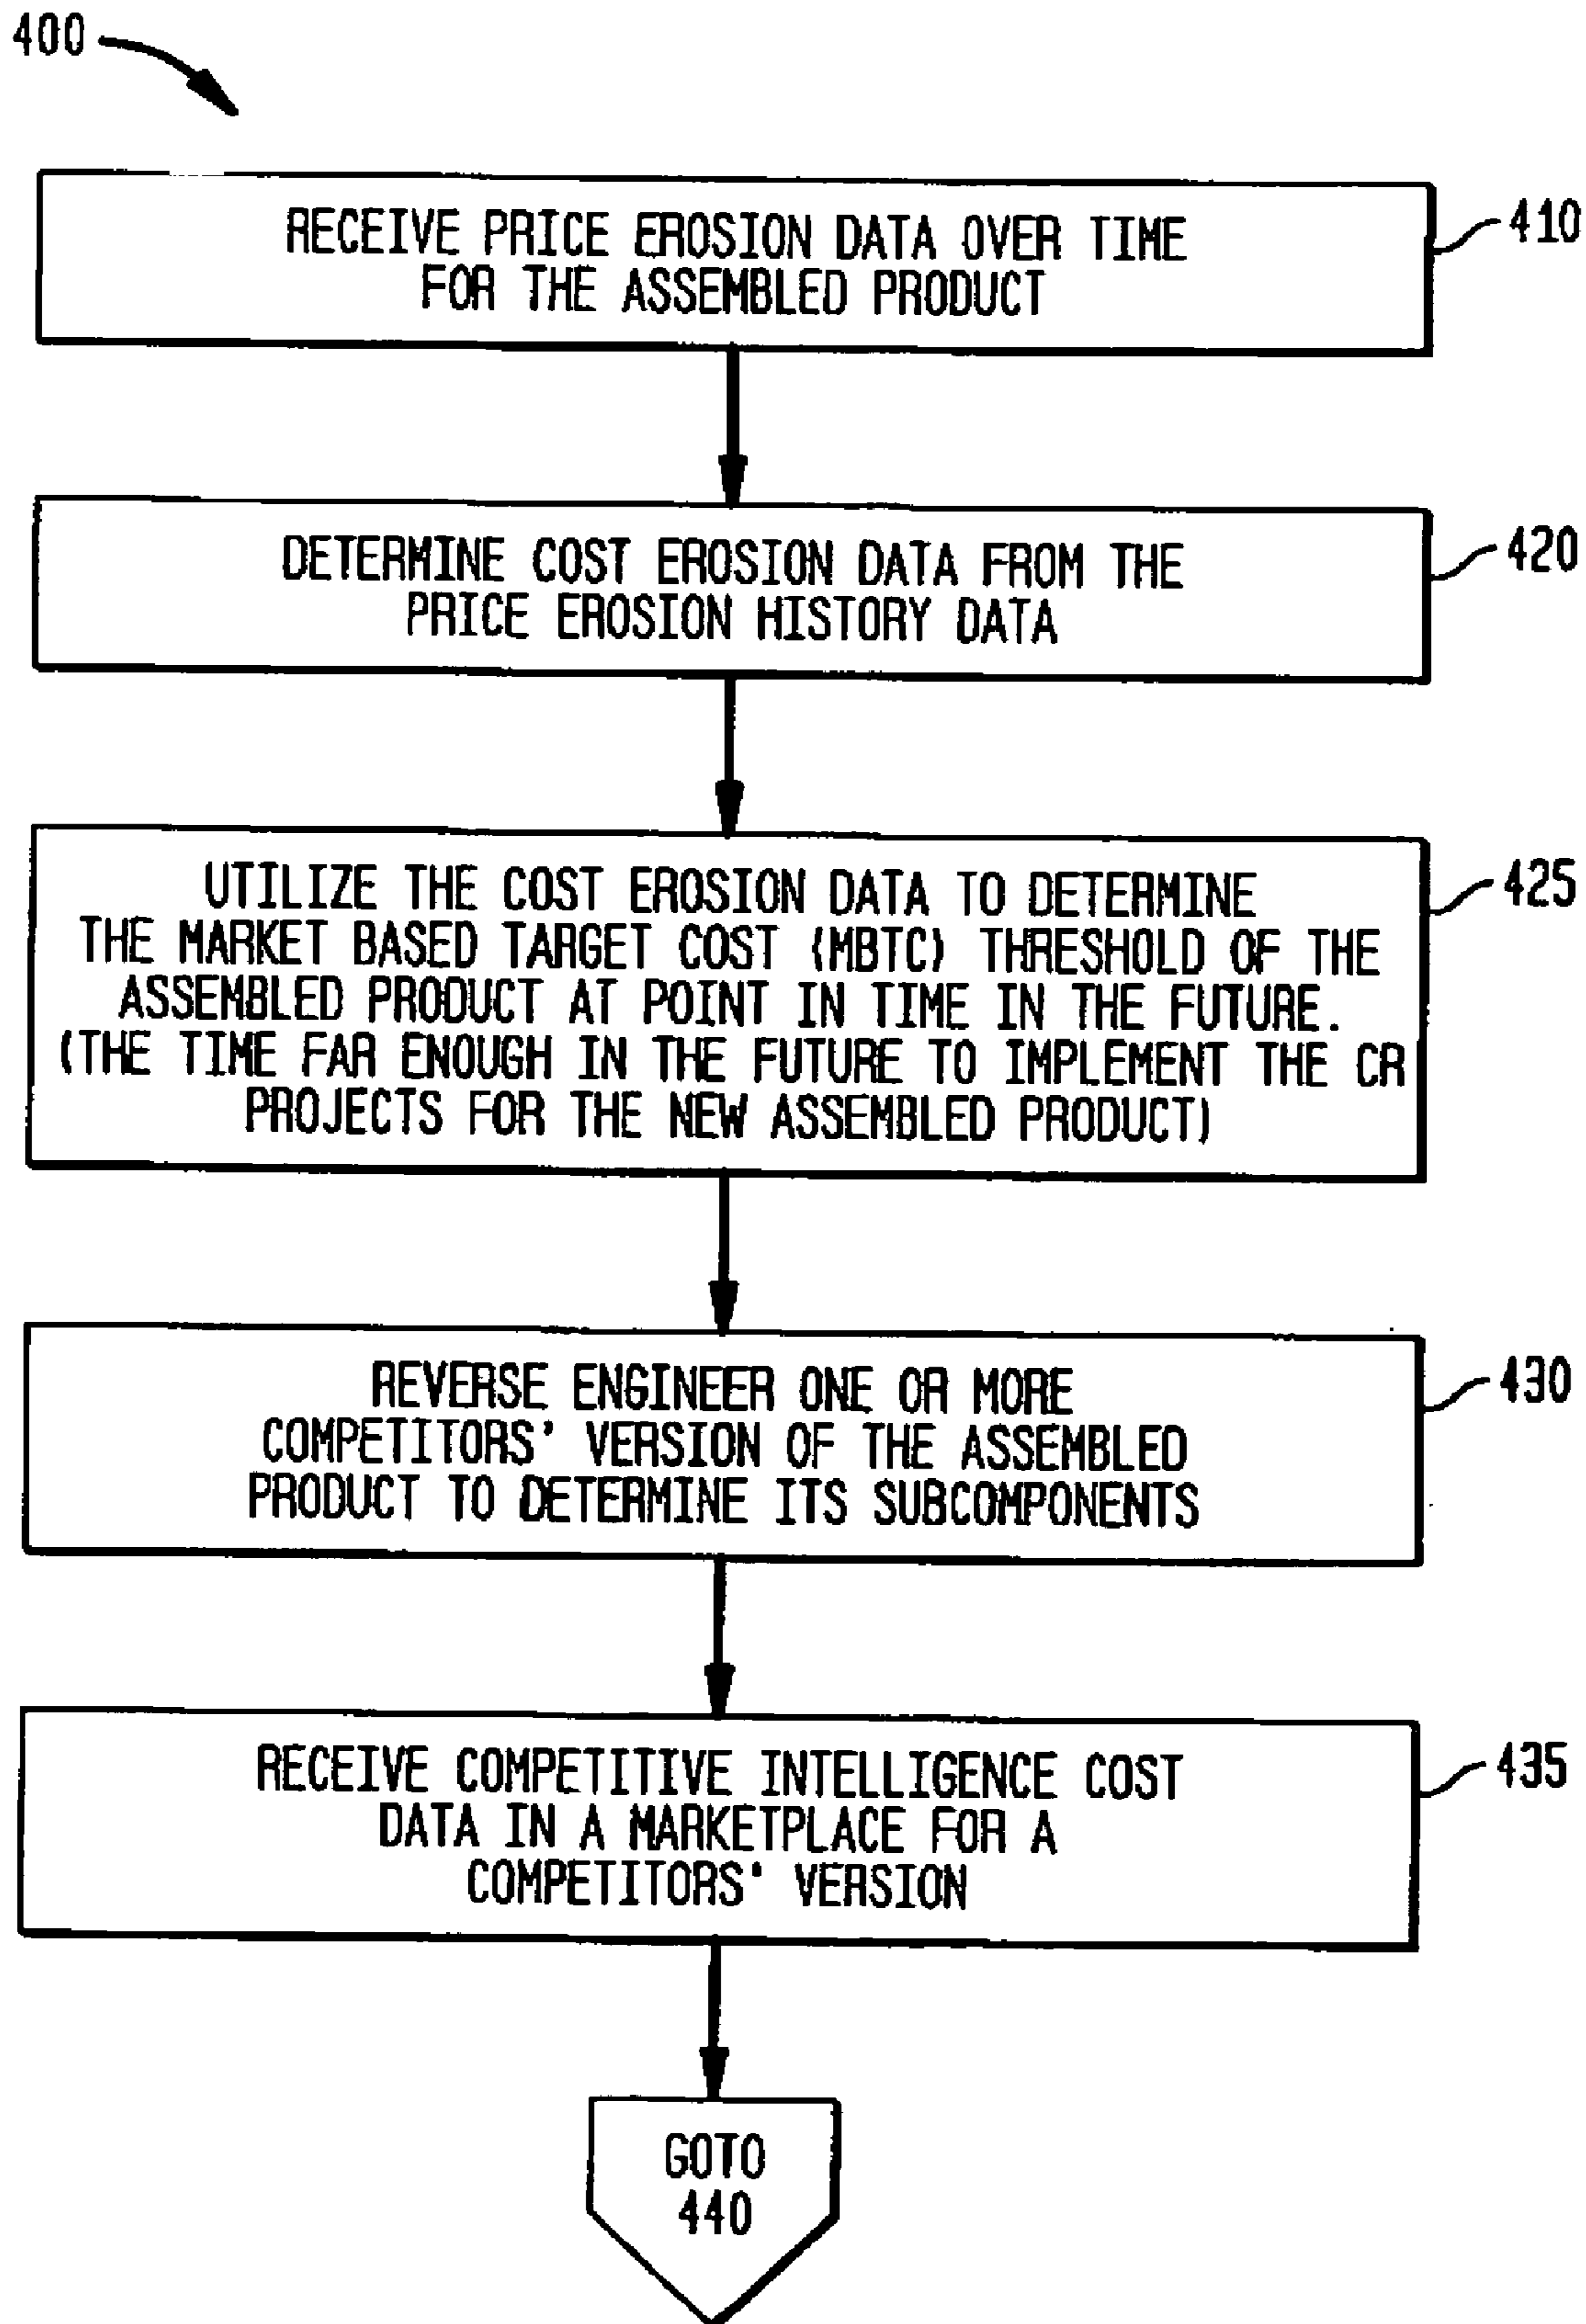 400
RECEIVE PRICE EROSION DATA OVER TIME
FOR THE ASSEMBLED PRODUCT
410
DETERMINE COST EROSION DATA FROM THE
PRICE EROSION HISTORY DATA
420
UTILIZE THE COST EROSION DATA TO DETERMINE
THE MARKET BASED TARGET COST (MBTC) THRESHOLD OF THE
ASSEMBLED PRODUCT AT POINT IN TIME IN THE FUTURE.
(THE TIME FAR ENOUGH IN THE FUTURE TO IMPLEMENT THE CR
PROJECTS FOR THE NEW ASSEMBLED PRODUCT)
425
REVERSE ENGINEER ONE OR MORE
COMPETITORS' VERSION OF THE ASSEMBLED
PRODUCT TO DETERMINE ITS SUBCOMPONENTS
430
RECEIVE COMPETITIVE INTELLIGENCE COST
DATA IN A MARKETPLACE FOR A
COMPETITORS' VERSION
435
GOTO
440